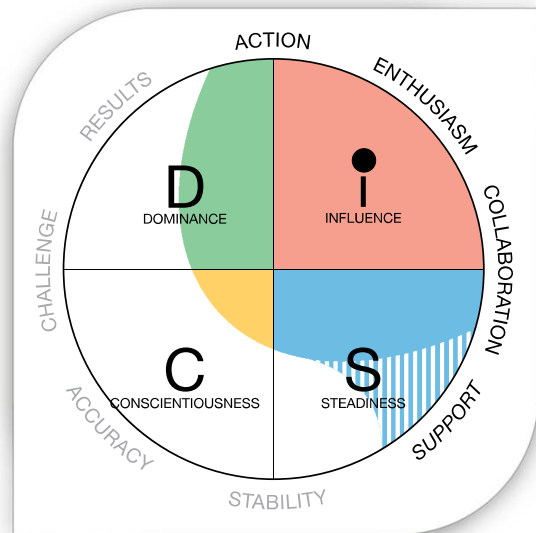 ACTION
ENTHUSIASM
RESULTS
D
DOMINANCE
i
INFLUENCE
COLLABORATION
CHALLENGE
C
CONSCIENTIOUSNESS
S
STEADINESS
SUPPORT
ACCURACY
STABILITY